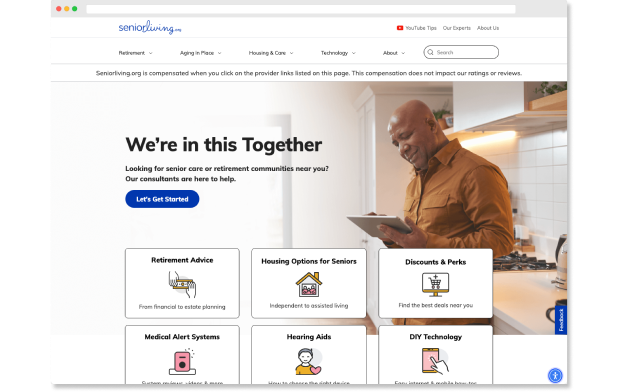 seniorliving.org
YouTube Tips Our Experts About Us
Retirement Aging In Place Housing & Care Technology About Search
Seniorliving.org is compensated when you click on the provider links listed on this page. This compensation does not impact our ratings or reviews.
We're in this Together
Looking for senior care or retirement communities near you?
Our consultants are here to help.
Let's Get Started
Retirement Advice
From financial to estate planning
Housing Options for Seniors
Independent to assisted living
Discounts & Perks
Find the best deals near you
Feedback
Medical Alert Systems
System reviews, videos & more
Hearing Aids
How to choose the right device
DIY Technology
Easy internet & mobile how-tos